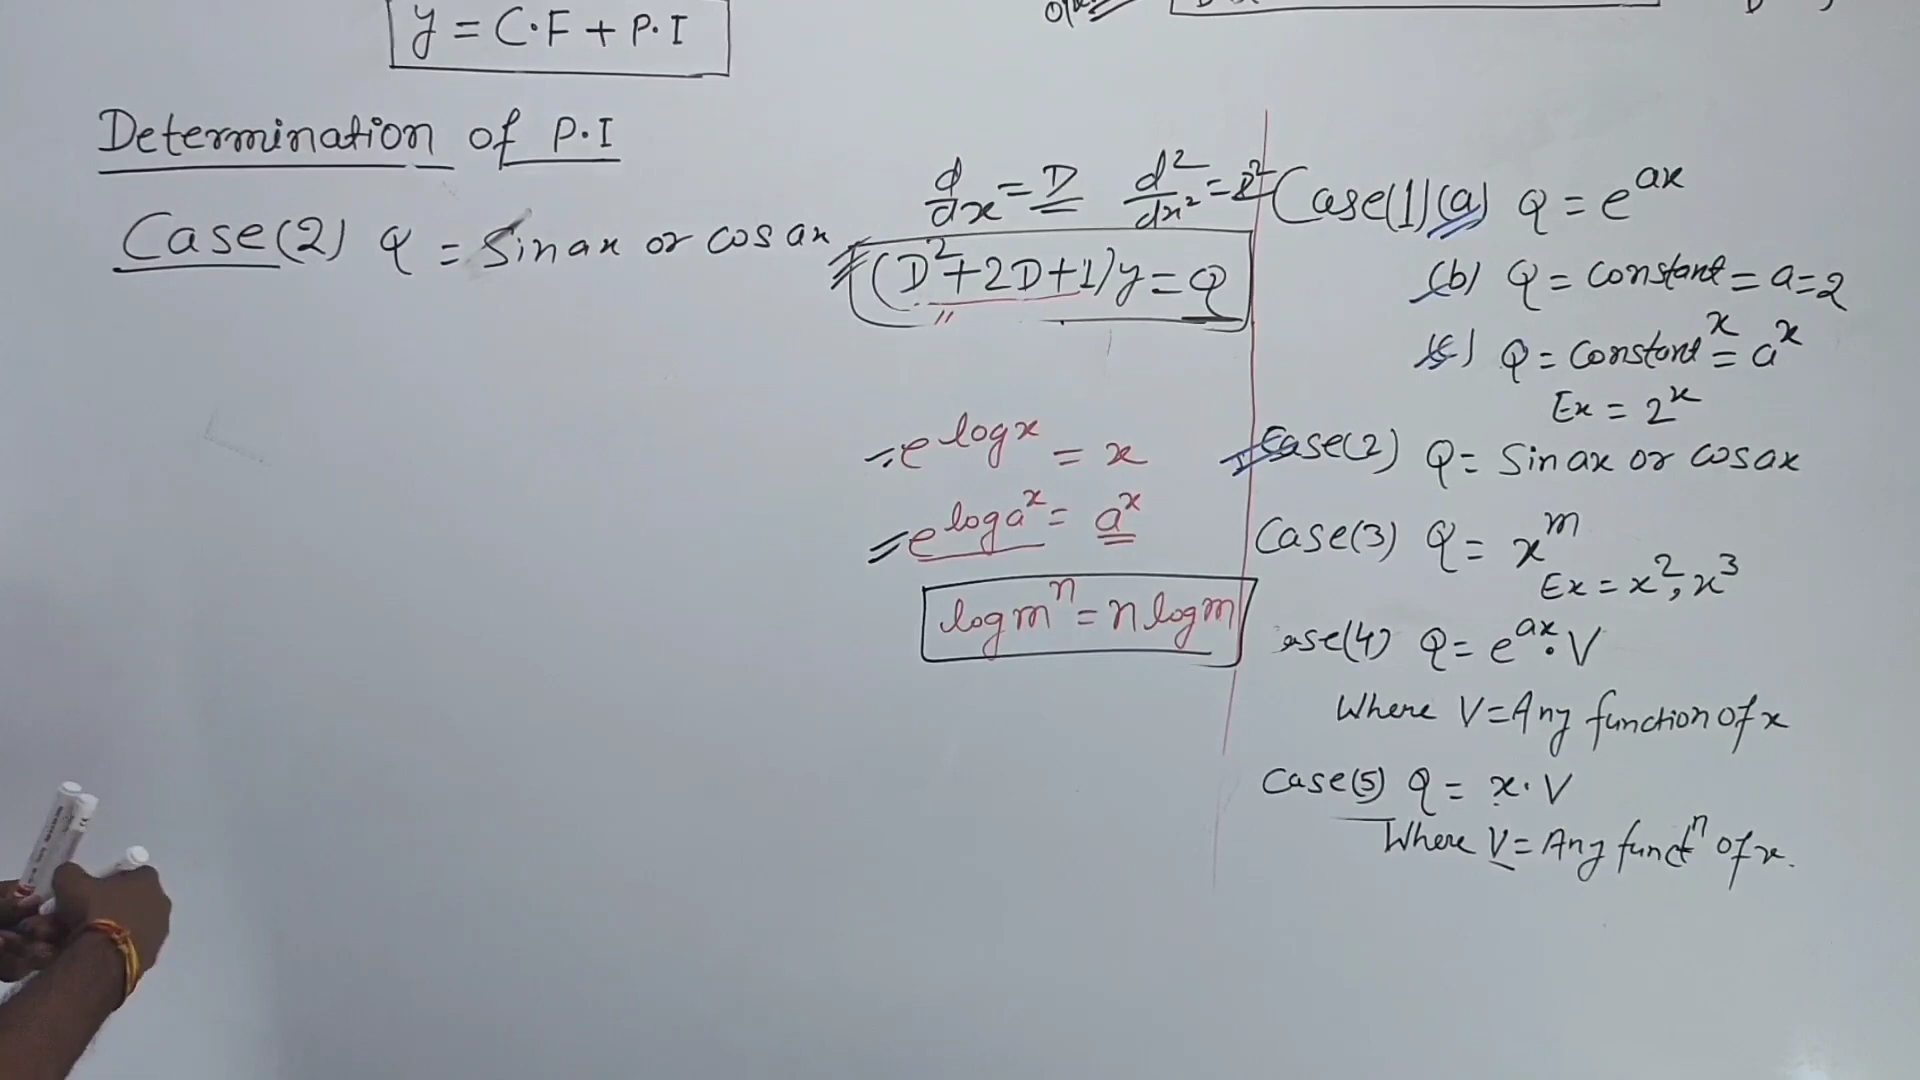 y = C·F + P·I
Determination of P·I
Case(2) Q = Sin ax or cos ax
d/dx = D d²/dx² = D²
(D²+2D+1)y = Q
e^logx = x
e^loga^x = a^x
log m^n = n log m
Case(1)(a) Q = e^ax
(b) Q = constant = a = 2
(c) Q = constant^x = a^x
Ex = 2^x
Case(2) Q = Sin ax or cos ax
Case(3) Q = x^m
Ex = x², x³
ase(4) Q = e^ax · V
Where V = Any function of x
Case(5) Q = x · V
Where V = Any funct^n of x.